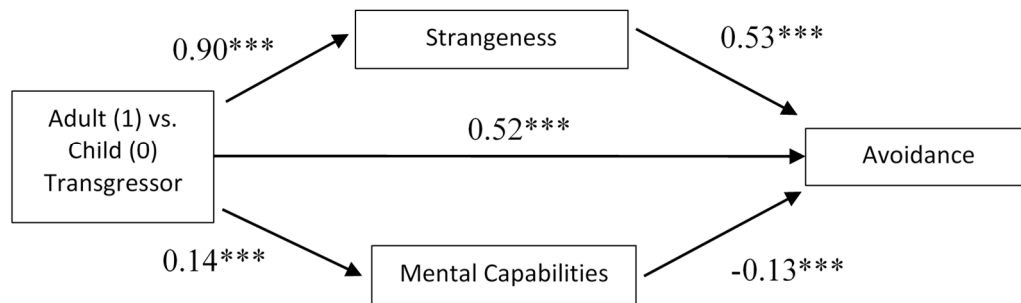 Strangeness
0.90***
0.53***
Adult (1) vs.
Child (0)
Transgressor
0.52***
Avoidance
0.14***
Mental Capabilities
-0.13***